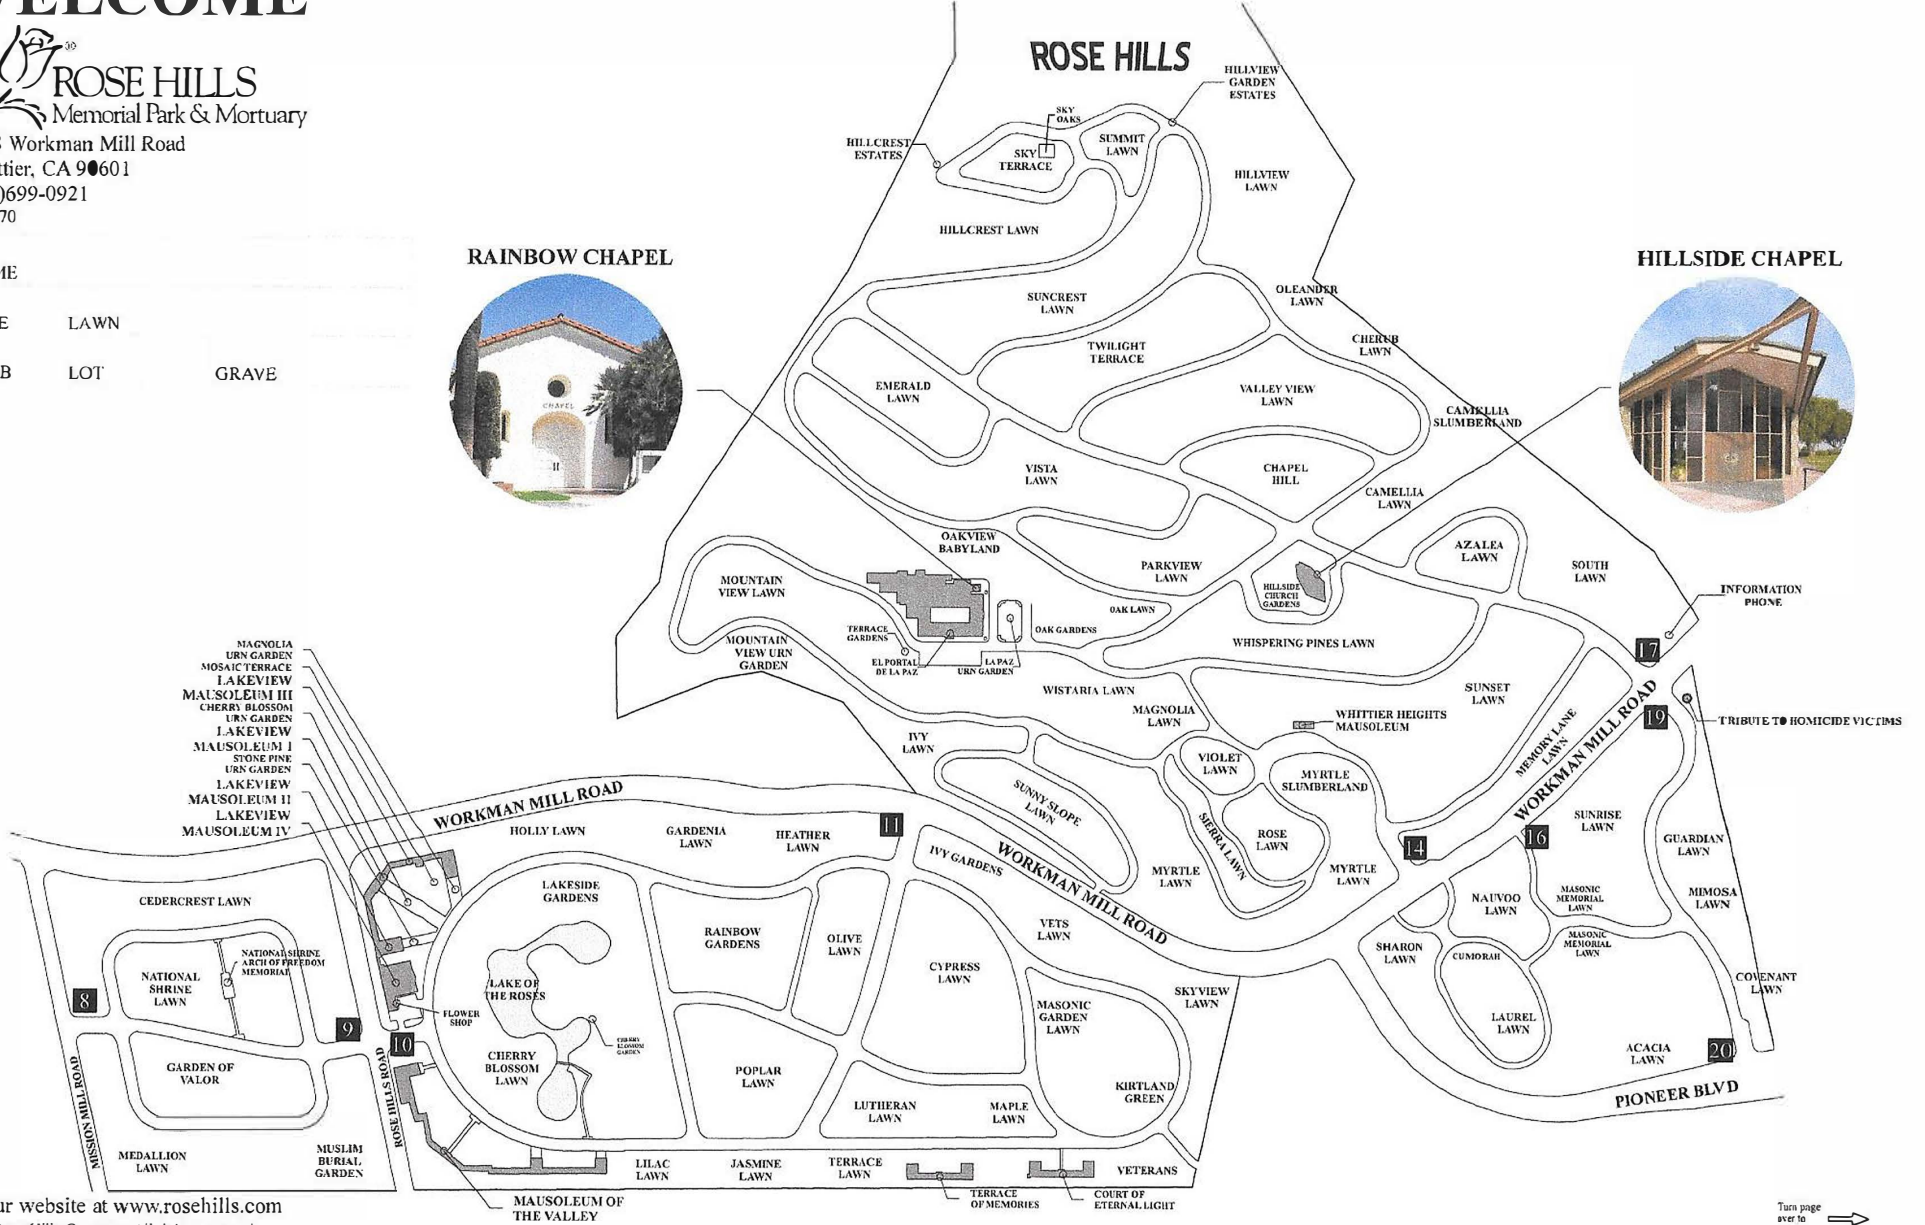 WELCOME
ROSE HILLS
Memorial Park & Mortuary
Workman Mill Road
CA 90601
)699-0921
70
LAWN
LOT GRAVE
ROSE HILLS
HILLVIEW
GARDEN
ESTATES
SKY
OAKS
HILLCREST
ESTATES
SKY
TERRACE
SUMMIT
LAWN
HILLVIEW
LAWN
HILLCREST LAWN
RAINBOW CHAPEL
CHAPEL
HILLSIDE CHAPEL
SUNCREST
LAWN
OLEANDER
LAWN
TWILIGHT
TERRACE
CHERUB
LAWN
EMERALD
LAWN
VALLEY VIEW
LAWN
CAMELLIA
SLUMBERLAND
VISTA
LAWN
CHAPEL
HILL
CAMELLIA
LAWN
OAKVIEW
BABYLAND
AZALEA
LAWN
PARKVIEW
LAWN
SOUTH
LAWN
MOUNTAIN
VIEW LAWN
HILLSIDE
CHURCH
GARDENS
INFORMATION
PHONE
OAK LAWN
TERRACE
GARDENS
OAK GARDENS
MOUNTAIN
VIEW URN
GARDEN
EL PORTAL
DE LA PAZ
LA PAZ
URN GARDEN
WHISPERING PINES LAWN
17
WISTARIA LAWN
MAGNOLIA
LAWN
SUNSET
LAWN
WHITTIER HEIGHTS
MAUSOLEUM
19
TRIBUTE TO HOMICIDE VICTIMS
MEMORY LANE
LAWN
WORKMAN MILL ROAD
MAGNOLIA
URN GARDEN
MOSAIC TERRACE
LAKEVIEW
MAUSOLEUM III
CHERRY BLOSSOM
URN GARDEN
LAKEVIEW
MAUSOLEUM I
STONE PINE
URN GARDEN
LAKEVIEW
MAUSOLEUM II
LAKEVIEW
MAUSOLEUM IV
IVY
LAWN
VIOLET
LAWN
MYRTLE
SLUMBERLAND
SUNNY SLOPE
LAWN
WORKMAN MILL ROAD
HOLLY LAWN
GARDENIA
LAWN
HEATHER
LAWN
11
IVY GARDENS
WORKMAN MILL ROAD
SIERRA LAWN
ROSE
LAWN
14
16
SUNRISE
LAWN
GUARDIAN
LAWN
MYRTLE
LAWN
MYRTLE
LAWN
CEDERCREST LAWN
LAKESIDE
GARDENS
NAUVOO
LAWN
MASONIC
MEMORIAL
LAWN
MIMOSA
LAWN
RAINBOW
GARDENS
OLIVE
LAWN
VETS
LAWN
SHARON
LAWN
CUMORAH
MASONIC
MEMORIAL
LAWN
NATIONAL SHRINE
ARCH OF FREEDOM
MEMORIAL
NATIONAL
SHRINE
LAWN
CYPRESS
LAWN
COVENANT
LAWN
LAKE OF
THE ROSES
SKYVIEW
LAWN
8
FLOWER
SHOP
MASONIC
GARDEN
LAWN
LAUREL
LAWN
9
10
CHERRY
BLOSSOM
GARDEN
ACACIA
LAWN
20
GARDEN OF
VALOR
CHERRY
BLOSSOM
LAWN
POPLAR
LAWN
KIRTLAND
GREEN
PIONEER BLVD
LUTHERAN
LAWN
MAPLE
LAWN
MISSION MILL ROAD
ROSE HILLS ROAD
MEDALLION
LAWN
MUSLIM
BURIAL
GARDEN
LILAC
LAWN
JASMINE
LAWN
TERRACE
LAWN
VETERANS
TERRACE
OF MEMORIES
COURT OF
ETERNAL LIGHT
MAUSOLEUM OF
THE VALLEY
website at www.rosehills.com
Turn page
over to